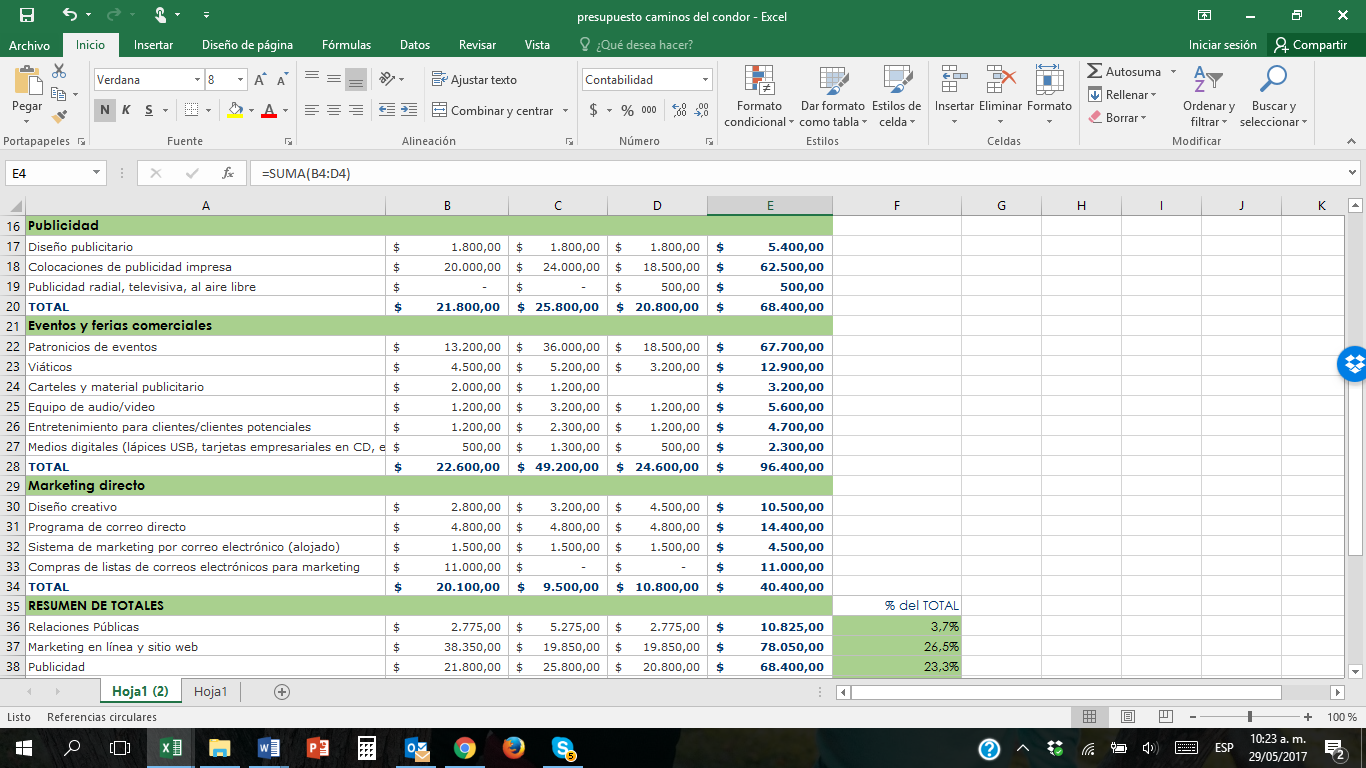 presupuesto caminos del condor - Excel
Archivo Inicio Insertar Diseño de página Fórmulas Datos Revisar Vista ¿Qué desea hacer? Iniciar sesión Compartir
Pegar
Portapapeles
Verdana 8
N K S
Fuente
Ajustar texto
Combinar y centrar
Alineación
Contabilidad
$ % 000
Número
Formato condicional
Dar formato como tabla
Estilos de celda
Estilos
Insertar Eliminar Formato
Celdas
Autosuma
Rellenar
Borrar
Ordenar y filtrar
Buscar y seleccionar
Modificar
E4 fx =SUMA(B4:D4)
A B C D E F G H I J K
16 Publicidad
17 Diseño publicitario $ 1.800,00 $ 1.800,00 $ 1.800,00 $ 5.400,00
18 Colocaciones de publicidad impresa $ 20.000,00 $ 24.000,00 $ 18.500,00 $ 62.500,00
19 Publicidad radial, televisiva, al aire libre $ - $ - $ 500,00 $ 500,00
20 TOTAL $ 21.800,00 $ 25.800,00 $ 20.800,00 $ 68.400,00
21 Eventos y ferias comerciales
22 Patronicios de eventos $ 13.200,00 $ 36.000,00 $ 18.500,00 $ 67.700,00
23 Viáticos $ 4.500,00 $ 5.200,00 $ 3.200,00 $ 12.900,00
24 Carteles y material publicitario $ 2.000,00 $ 1.200,00 $ 3.200,00
25 Equipo de audio/video $ 1.200,00 $ 3.200,00 $ 1.200,00 $ 5.600,00
26 Entretenimiento para clientes/clientes potenciales $ 1.200,00 $ 2.300,00 $ 1.200,00 $ 4.700,00
27 Medios digitales (lápices USB, tarjetas empresariales en CD, e $ 500,00 $ 1.300,00 $ 500,00 $ 2.300,00
28 TOTAL $ 22.600,00 $ 49.200,00 $ 24.600,00 $ 96.400,00
29 Marketing directo
30 Diseño creativo $ 2.800,00 $ 3.200,00 $ 4.500,00 $ 10.500,00
31 Programa de correo directo $ 4.800,00 $ 4.800,00 $ 4.800,00 $ 14.400,00
32 Sistema de marketing por correo electrónico (alojado) $ 1.500,00 $ 1.500,00 $ 1.500,00 $ 4.500,00
33 Compras de listas de correos electrónicos para marketing $ 11.000,00 $ - $ - $ 11.000,00
34 TOTAL $ 20.100,00 $ 9.500,00 $ 10.800,00 $ 40.400,00
35 RESUMEN DE TOTALES % del TOTAL
36 Relaciones Públicas $ 2.775,00 $ 5.275,00 $ 2.775,00 $ 10.825,00 3,7%
37 Marketing en línea y sitio web $ 38.350,00 $ 19.850,00 $ 19.850,00 $ 78.050,00 26,5%
38 Publicidad $ 21.800,00 $ 25.800,00 $ 20.800,00 $ 68.400,00 23,3%
Hoja1 (2) Hoja1
Listo Referencias circulares 100 %
ESP 10:23 a. m.
29/05/2017